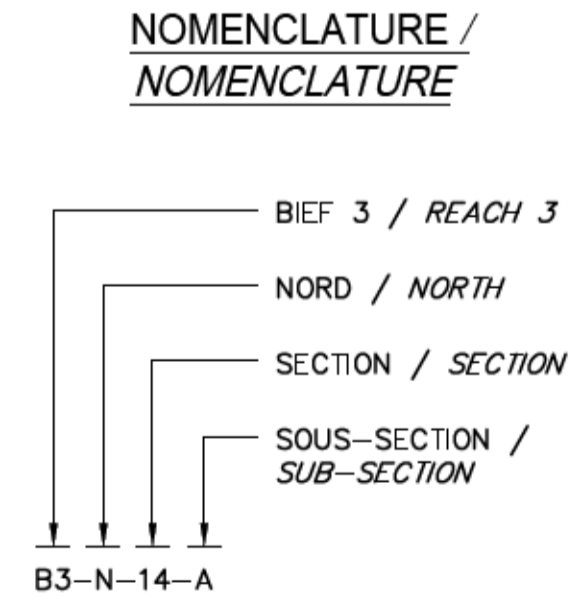 NOMENCLATURE /
NOMENCLATURE
BIEF 3 / REACH 3
NORD / NORTH
SECTION / SECTION
SOUS-SECTION /
SUB-SECTION
B3-N-14-A